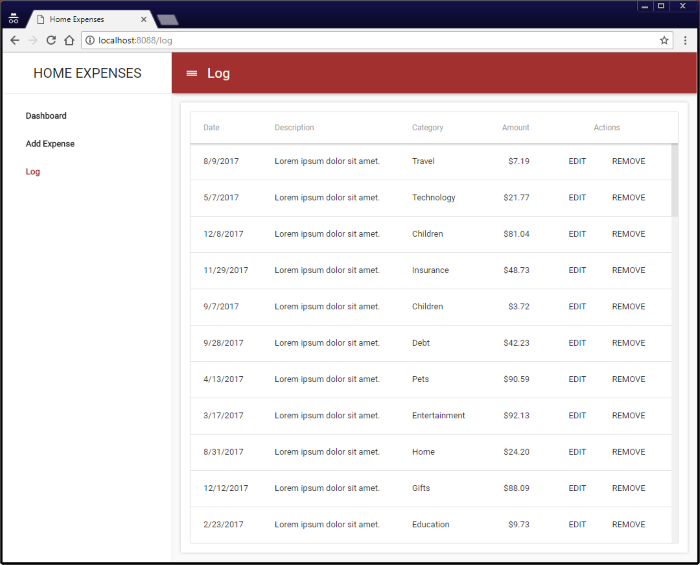 Home Expenses
localhost:8088/log
HOME EXPENSES
Log
Dashboard
Add Expense
Log
Date Description Category Amount Actions
8/9/2017 Lorem ipsum dolor sit amet. Travel $7.19 EDIT REMOVE
5/7/2017 Lorem ipsum dolor sit amet. Technology $21.77 EDIT REMOVE
12/8/2017 Lorem ipsum dolor sit amet. Children $81.04 EDIT REMOVE
11/29/2017 Lorem ipsum dolor sit amet. Insurance $48.73 EDIT REMOVE
9/7/2017 Lorem ipsum dolor sit amet. Children $3.72 EDIT REMOVE
9/28/2017 Lorem ipsum dolor sit amet. Debt $42.23 EDIT REMOVE
4/13/2017 Lorem ipsum dolor sit amet. Pets $90.59 EDIT REMOVE
3/17/2017 Lorem ipsum dolor sit amet. Entertainment $92.13 EDIT REMOVE
8/31/2017 Lorem ipsum dolor sit amet. Home $24.20 EDIT REMOVE
12/12/2017 Lorem ipsum dolor sit amet. Gifts $88.09 EDIT REMOVE
2/23/2017 Lorem ipsum dolor sit amet. Education $9.73 EDIT REMOVE